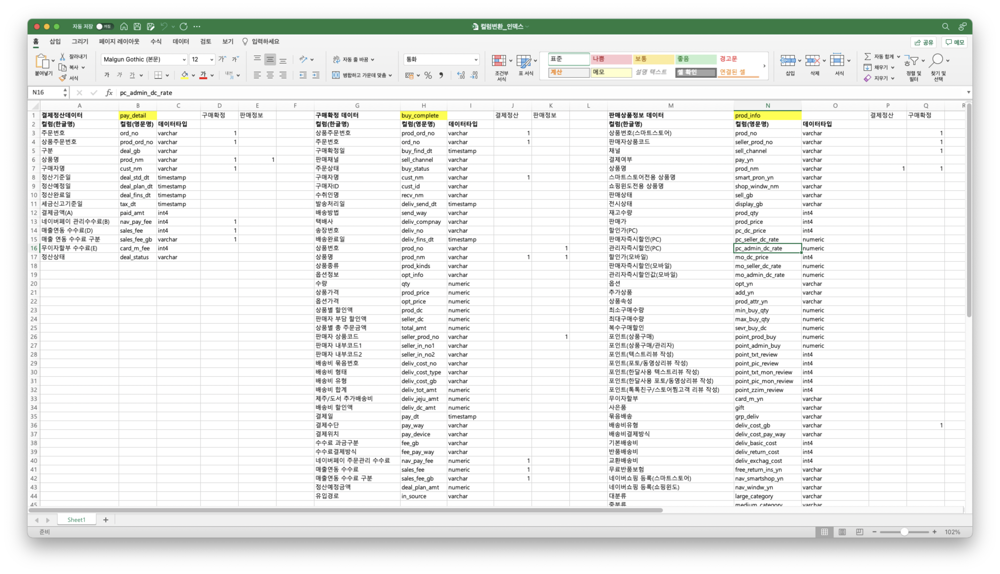 자동 저장 꺼짐 컬럼변환_인덱스
홈 삽입 그리기 페이지 레이아웃 수식 데이터 검토 보기 입력하세요 공유 메모
붙여넣기 잘라내기 복사 서식
Malgun Gothic (본문) 12 가^ 가ˇ
가 가 가 가 내천
자동 줄 바꿈
병합하고 가운데 맞춤
통화
% 9
조건부 서식 표 서식
표준 나쁨 보통 좋음 경고문
계산 메모 설명 텍스트 셀 확인 연결된 셀
삽입 삭제 서식
자동 합계 채우기 지우기
정렬 및 필터 찾기 및 선택
N16 fx pc_admin_dc_rate
A B C D E F G H I J K L M N O P Q R
1 결제정산데이터 pay_detail 구매확정 판매정보 구매확정 데이터 buy_complete 결제정산 판매정보 판매상품정보 데이터 prod_info 결제정산 구매확정
2 컬럼(한글명) 컬럼(영문명) 데이터타입 컬럼(한글명) 컬럼(영문명) 데이터타입 컬럼(한글명) 컬럼(영문명) 데이터타입
3 주문번호 ord_no varchar 1 상품주문번호 prod_ord_no varchar 1 상품번호(스마트스토어) prod_no varchar 1
4 상품주문번호 prod_ord_no varchar 1 주문번호 ord_no varchar 1 판매자상품코드 seller_prod_no varchar 1
5 구분 deal_gb varchar 구매확정일 buy_find_dt timestamp 채널 sell_channel varchar 1
6 상품명 prod_nm varchar 1 1 판매채널 sell_channel varchar 결제여부 pay_yn varchar
7 구매자명 cust_nm varchar 1 주문상태 buy_status varchar 상품명 prod_nm varchar 1 1
8 정산기준일 deal_std_dt timestamp 구매자명 cust_nm varchar 1 스마트스토어전용 상품명 smart_pron_yn varchar
9 정산예정일 deal_plan_dt timestamp 구매자ID cust_id varchar 쇼핑윈도전용 상품명 shop_windw_nm varchar
10 정산완료일 deal_fins_dt timestamp 수취인명 recv_nm varchar 판매상태 sell_gb varchar
11 세금신고기준일 tax_dt timestamp 발송처리일 deliv_send_dt timestamp 전시상태 display_gb varchar
12 결제금액(A) paid_amt int4 배송방법 send_way varchar 재고수량 prod_qty int4
13 네이버페이 관리수수료(B) nav_pay_fee int4 1 택배사 deliv_compnay varchar 판매가 prod_price int4
14 매출연동 수수료(D) sales_fee int4 1 송장번호 deliv_no varchar 할인가(PC) pc_dc_price int4
15 매출 연동 수수료 구분 sales_fee_gb varchar 1 배송완료일 deliv_fins_dt timestamp 판매자즉시할인(PC) pc_seller_dc_rate numeric
16 무이자할부 수수료(E) card_m_fee int4 상품번호 prod_no varchar 1 관리자즉시할인(PC) pc_admin_dc_rate numeric
17 정산상태 deal_status varchar 상품명 prod_nm varchar 1 1 할인가(모바일) mo_dc_price int4
18 상품종류 prod_kinds varchar 판매자즉시할인(모바일) mo_seller_dc_rate numeric
19 옵션정보 opt_info varchar 관리자즉시할인값(모바일) mo_admin_dc_rate numeric
20 수량 qty numeric 옵션 opt_yn varchar
21 상품가격 prod_price numeric 추가상품 add_yn varchar
22 옵션가격 opt_price numeric 상품속성 prod_attr_yn varchar
23 상품별 할인액 prod_dc numeric 최소구매수량 min_buy_qty numeric
24 판매자 부담 할인액 seller_dc numeric 최대구매수량 max_buy_qty numeric
25 상품별 총 주문금액 total_amt numeric 복수구매할인 sevr_buy_dc numeric
26 판매자 상품코드 seller_prod_no varchar 1 포인트(상품구매) point_prod_buy numeric
27 판매자 내부코드1 seller_in_no1 varchar 포인트(상품구매/관리자) point_admin_buy numeric
28 판매자 내부코드2 seller_in_no2 varchar 포인트(텍스트리뷰 작성) point_txt_review int4
29 배송비 묶음번호 deliv_cost_no varchar 포인트(포토/동영상리뷰 작성) point_pic_review int4
30 배송비 형태 deliv_cost_type varchar 포인트(한달사용 텍스트리뷰 작성) point_txt_mon_review int4
31 배송비 유형 deliv_cost_gb varchar 포인트(한달사용 포토/동영상리뷰 작성) point_pic_mon_review int4
32 배송비 합계 deliv_tot_amt numeric 포인트(톡톡친구/스토어찜고객 리뷰 작성) point_zzim_review int4
33 제주/도서 추가배송비 deliv_jeju_amt numeric 무이자할부 card_m_yn varchar
34 배송비 할인액 deliv_dc_amt numeric 사은품 gift varchar
35 결제일 pay_dt timestamp 묶음배송 grp_deliv varchar
36 결제수단 pay_way varchar 배송비유형 deliv_cost_gb varchar 1
37 결제위치 pay_device varchar 배송비결제방식 deliv_cost_pay_way varchar
38 수수료 과금구분 fee_gb varchar 기본배송비 deliv_basic_cost int4
39 수수료결제방식 fee_pay_way varchar 반품배송비 deliv_return_cost int4
40 네이버페이 주문관리 수수료 nav_pay_fee numeric 1 교환배송비 deliv_exchag_cost int4
41 매출연동 수수료 sales_fee numeric 1 무료반품보험 free_return_ins_yn varchar
42 매출연동 수수료 구분 sales_fee_gb varchar 1 네이버쇼핑 등록(스마트스토어) nav_smartshop_yn varchar
43 정산예정금액 deal_plan_amt numeric 네이버쇼핑 등록(쇼핑윈도) nav_windw_yn varchar
44 유입경로 in_source varchar 대분류 large_category varchar
45 중분류 medium_category varchar
Sheet1
준비 102%